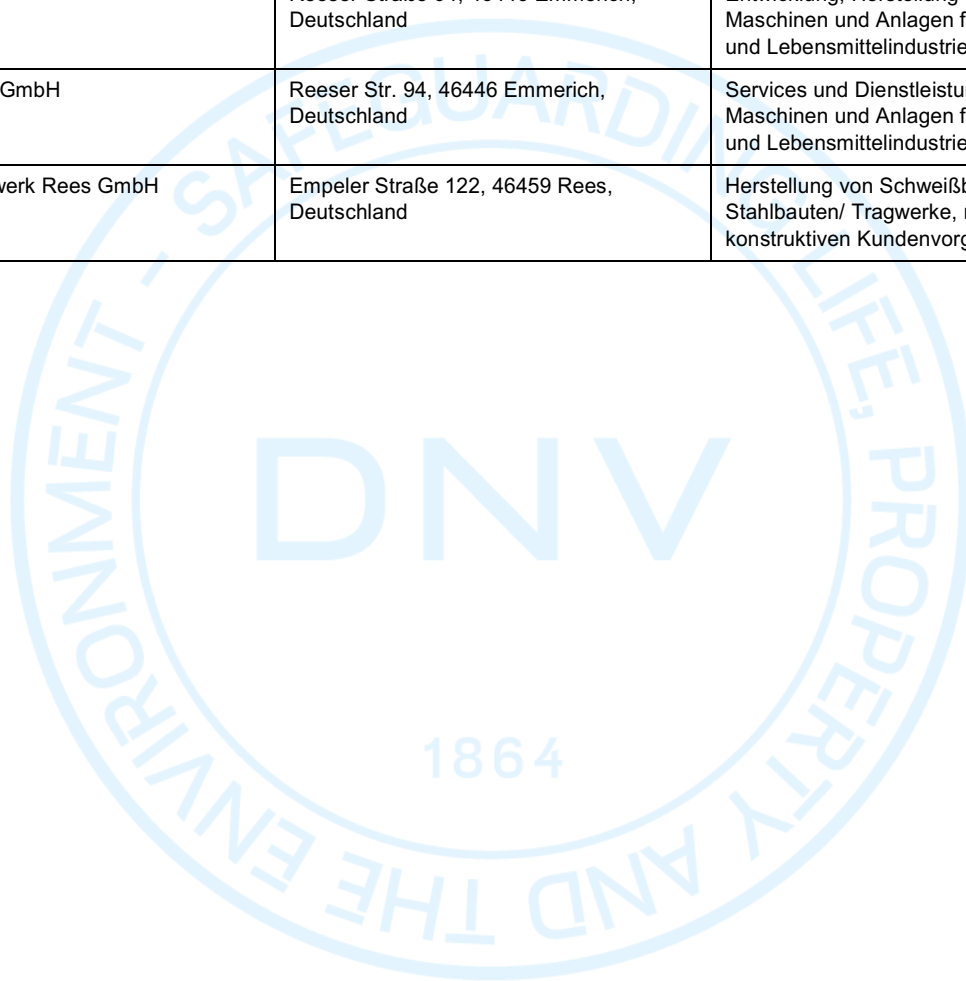 Deutschland
Maschinen und Anlagen f
und Lebensmittelindustrie
GmbH
Reeser Str. 94, 46446 Emmerich,
Deutschland
Services und Dienstleistu
Maschinen und Anlagen f
und Lebensmittelindustrie
werk Rees GmbH
Empeler Straße 122, 46459 Rees,
Deutschland
Herstellung von Schweißb
Stahlbauten/ Tragwerke, 
konstruktiven Kundenvorg
SAFEGUARDING LIFE, PROPERTY AND THE ENVIRONMENT -
DNV
1864